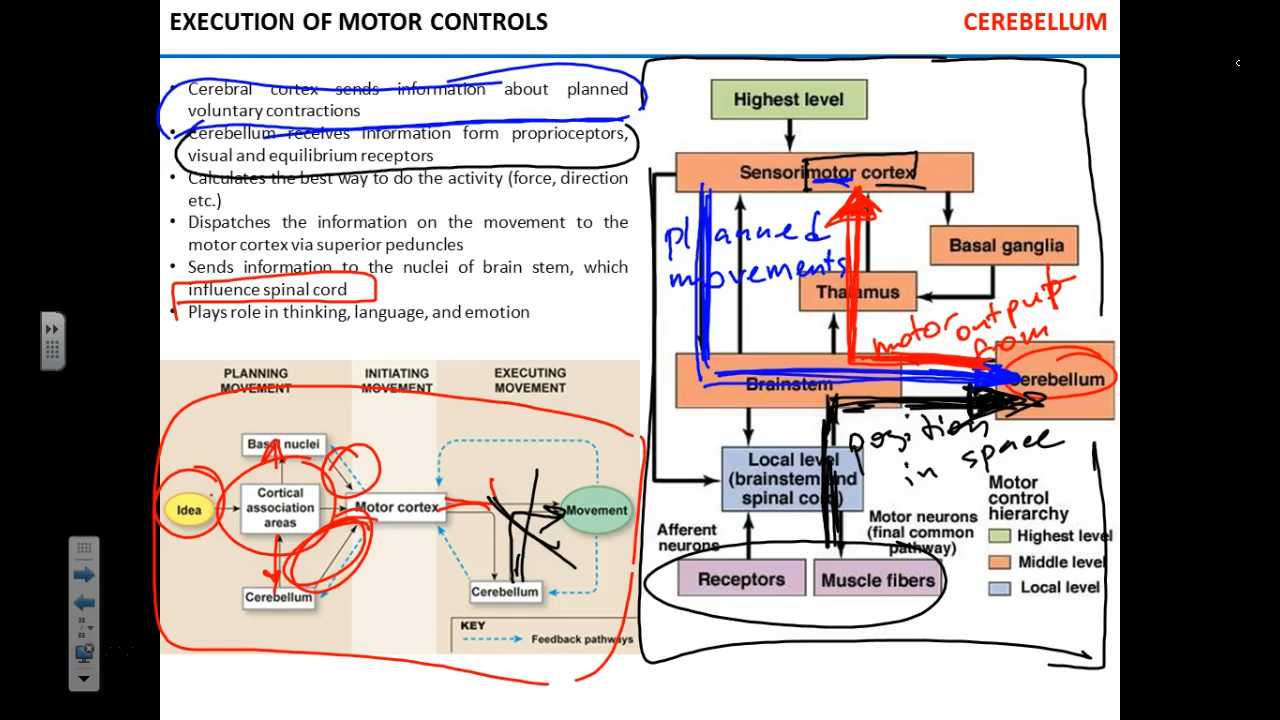 EXECUTION OF MOTOR CONTROLS
CEREBELLUM
• Cerebral cortex sends information about planned
voluntary contractions
• Cerebellum receives information form proprioceptors,
visual and equilibrium receptors
• Calculates the best way to do the activity (force, direction
etc.)
• Dispatches the information on the movement to the
motor cortex via superior peduncles
• Sends information to the nuclei of brain stem, which
influence spinal cord
• Plays role in thinking, language, and emotion
PLANNING
MOVEMENT
INITIATING
MOVEMENT
EXECUTING
MOVEMENT
Basal nuclei
Idea
Cortical
association
areas
Motor cortex
Movement
Cerebellum
Cerebellum
KEY
Feedback pathways
Highest level
Sensorimotor cortex
planned
movements
Basal ganglia
Thalamus
motor output
from
Brainstem
Cerebellum
position
in space
Local level
(brainstem and
spinal cord)
Afferent
neurons
Motor neurons
(final common
pathway)
Receptors
Muscle fibers
Motor
control
hierarchy
Highest level
Middle level
Local level